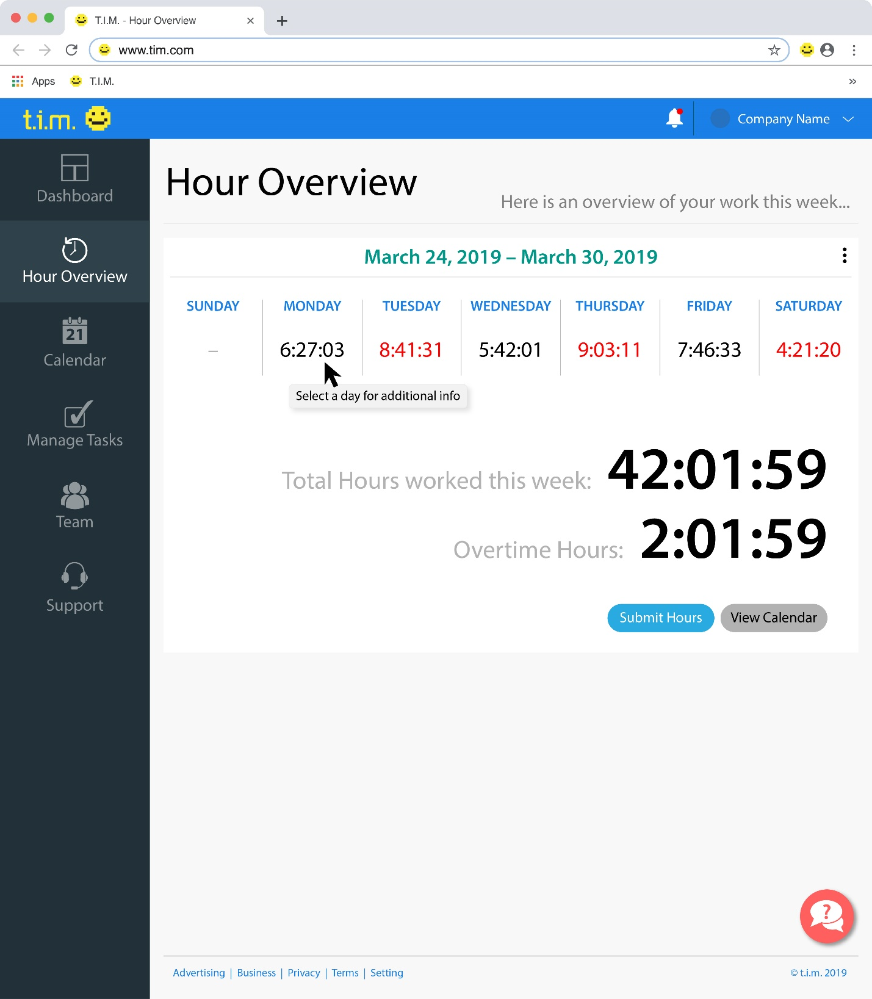 T.I.M. - Hour Overview
www.tim.com
Apps T.I.M. »
t.i.m. Company Name
Dashboard
Hour Overview
21
Calendar
Manage Tasks
Team
Support
Hour Overview
Here is an overview of your work this week...
March 24, 2019 – March 30, 2019
SUNDAY MONDAY TUESDAY WEDNESDAY THURSDAY FRIDAY SATURDAY
– 6:27:03 8:41:31 5:42:01 9:03:11 7:46:33 4:21:20
Select a day for additional info
Total Hours worked this week: 42:01:59
Overtime Hours: 2:01:59
Submit Hours View Calendar
?
Advertising | Business | Privacy | Terms | Setting © t.i.m. 2019